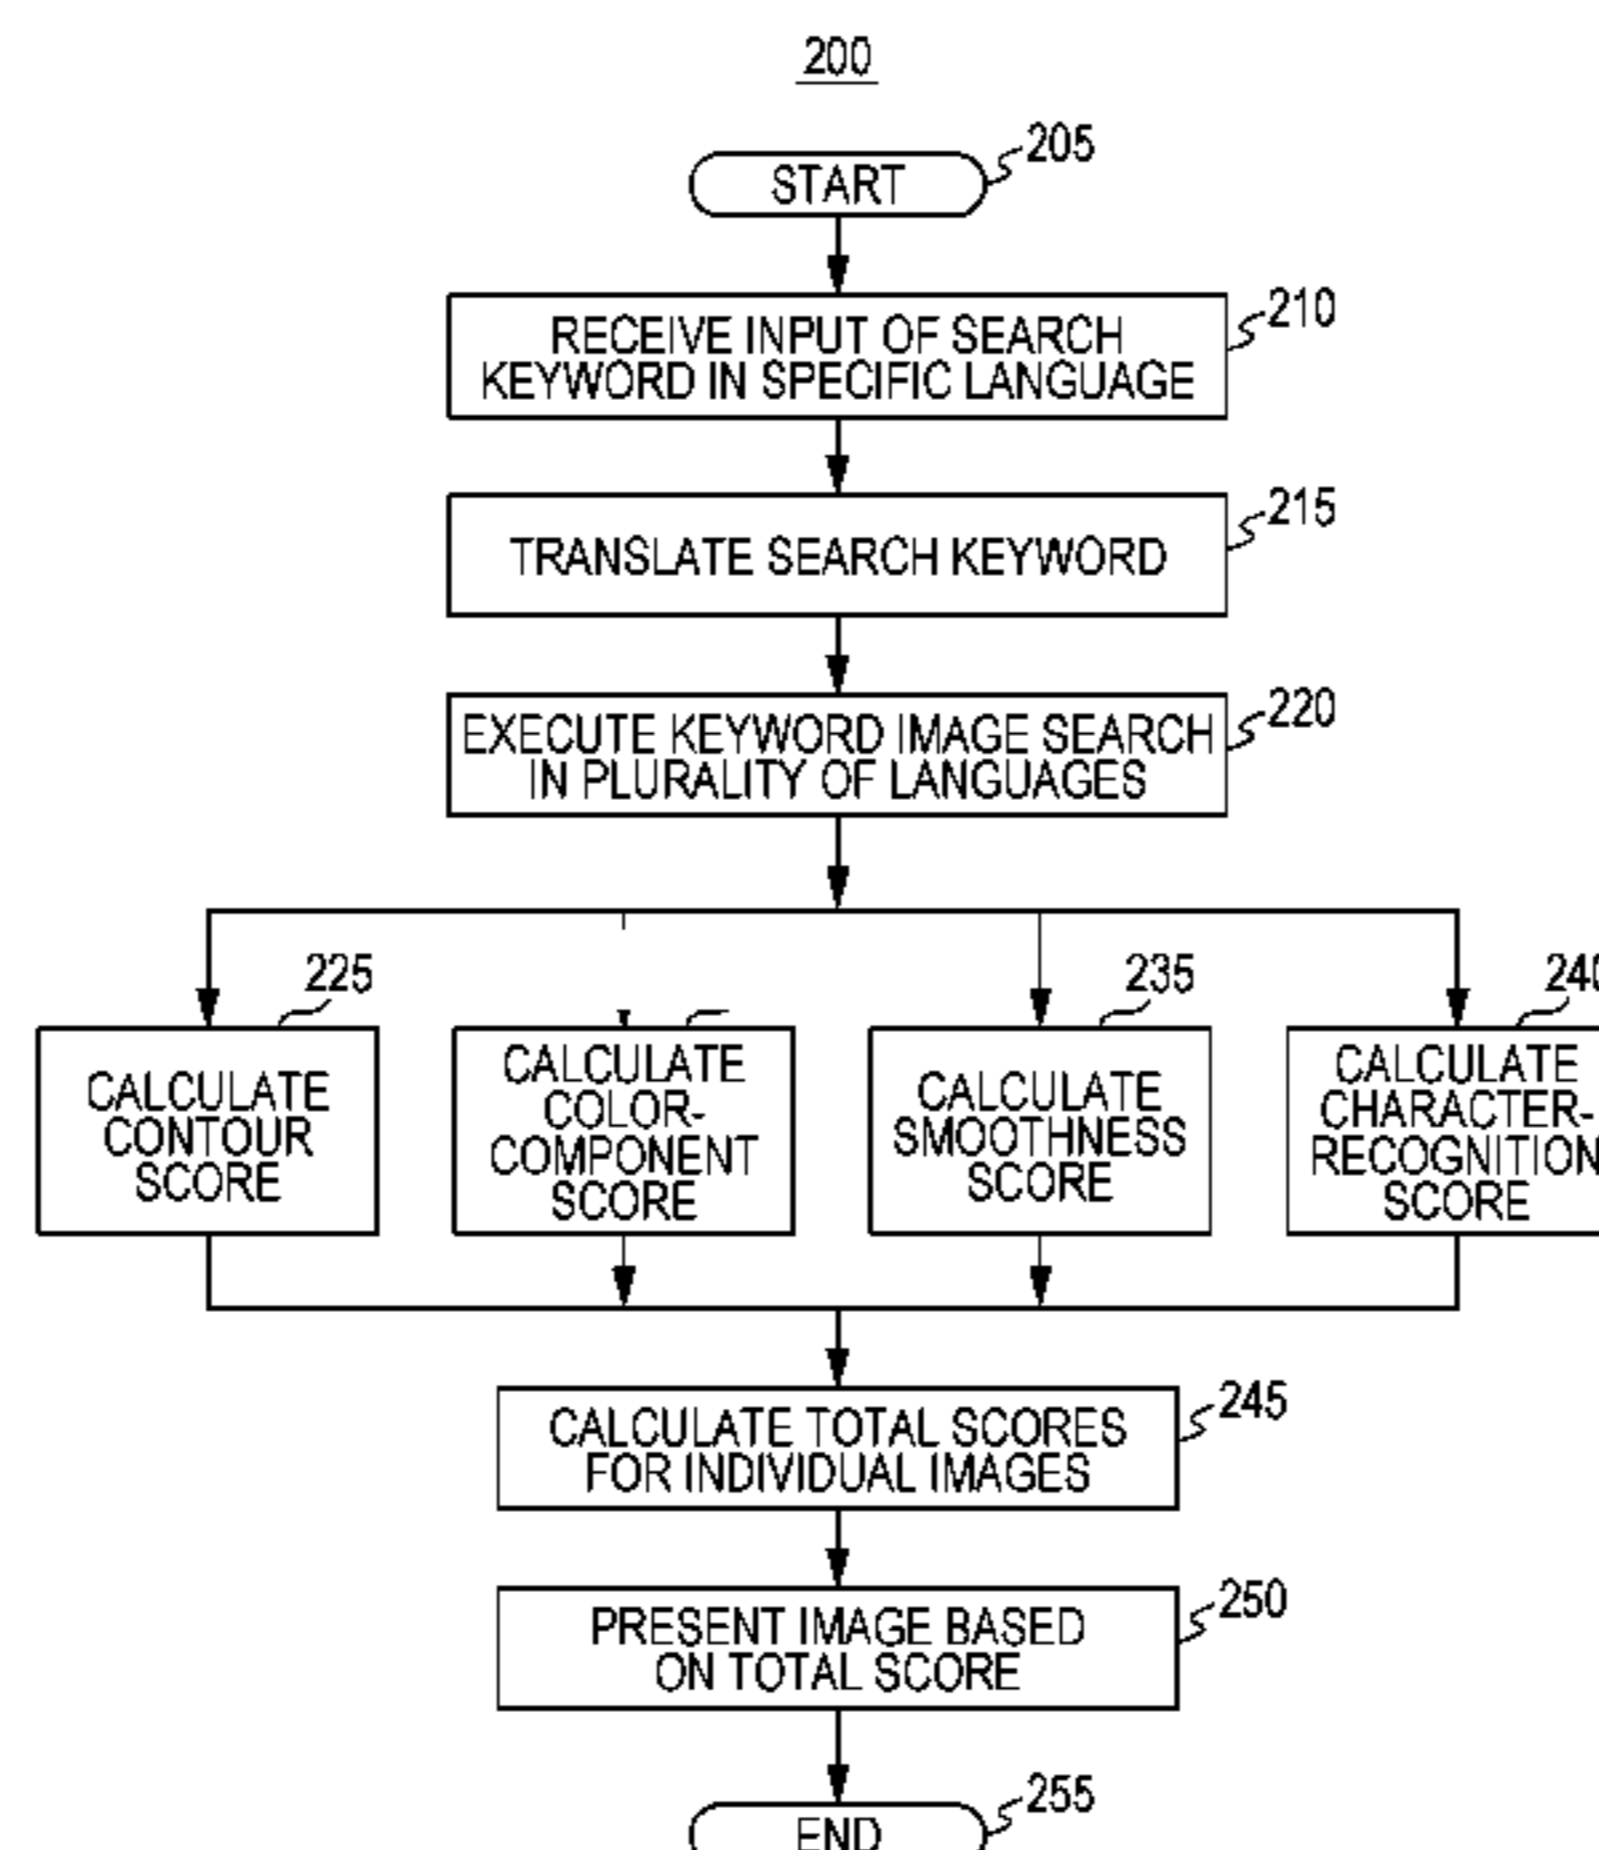 200
START
205
RECEIVE INPUT OF SEARCH
KEYWORD IN SPECIFIC LANGUAGE
210
TRANSLATE SEARCH KEYWORD
215
EXECUTE KEYWORD IMAGE SEARCH
IN PLURALITY OF LANGUAGES
220
225
CALCULATE
CONTOUR
SCORE
CALCULATE
COLOR-
COMPONENT
SCORE
235
CALCULATE
SMOOTHNESS
SCORE
240
CALCULATE
CHARACTER-
RECOGNITION
SCORE
CALCULATE TOTAL SCORES
FOR INDIVIDUAL IMAGES
245
PRESENT IMAGE BASED
ON TOTAL SCORE
250
END
255